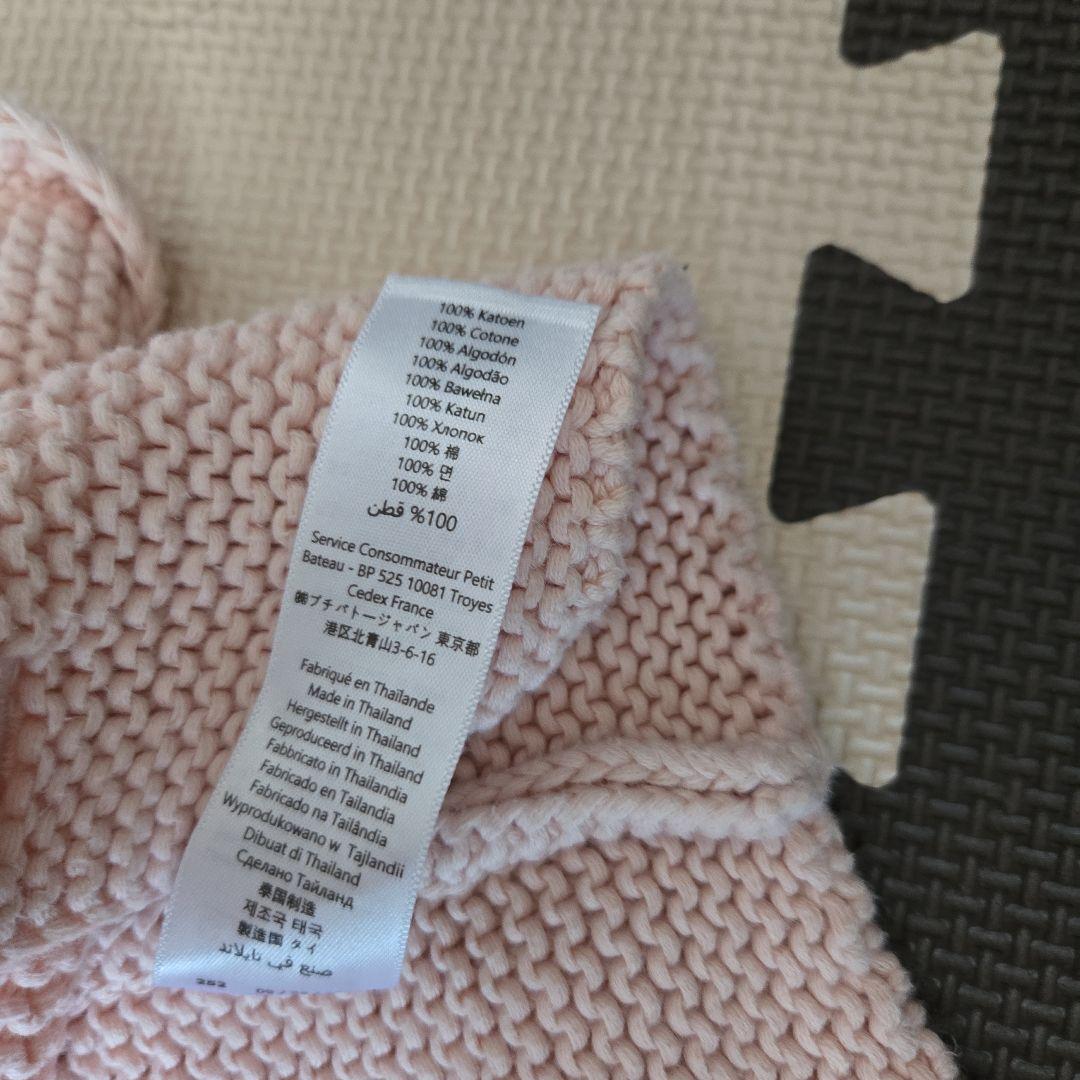 100% Katoen
100% Cotone
100% Algodón
100% Algodão
100% Bawełna
100% Katun
100% Хлопок
100% 棉
100% 면
100% 綿
100% قطن
Service Consommateur Petit
Bateau - BP 525 10081 Troyes
Cedex France
㈱プチバトージャパン 東京都
港区北青山3-6-16
Fabriqué en Thaïlande
Made in Thailand
Hergestellt in Thailand
Geproduceerd in Thailand
Fabbricato in Thailandia
Fabricado en Tailandia
Fabricado na Tailândia
Wyprodukowano w Tajlandii
Dibuat di Thailand
Сделано Тайланд
泰国制造
제조국 태국
製造国 タイ
صنع في تايلاند
252